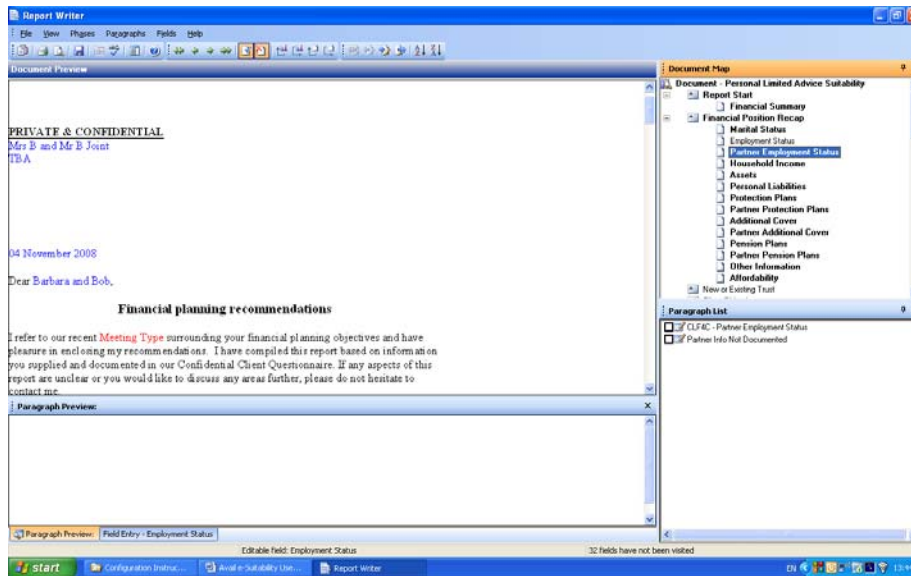 Report Writer
File View Phases Paragraphs Fields Help
Document Preview
PRIVATE & CONFIDENTIAL
Mrs B and Mr B Joint
TBA
04 November 2008
Dear Barbara and Bob,
Financial planning recommendations
I refer to our recent Meeting Type surrounding your financial planning objectives and have
pleasure in enclosing my recommendations. I have compiled this report based on information
you supplied and documented in our Confidential Client Questionnaire. If any aspects of this
report are unclear or you would like to discuss any areas further, please do not hesitate to
contact me.
Paragraph Preview:
Paragraph Preview: Field Entry - Employment Status
Document Map
Document - Personal Limited Advice Suitability
Report Start
Financial Summary
Financial Position Recap
Marital Status
Employment Status
Partner Employment Status
Household Income
Assets
Personal Liabilities
Protection Plans
Partner Protection Plans
Additional Cover
Partner Additional Cover
Pension Plans
Partner Pension Plans
Other Information
Affordability
New or Existing Trust
Paragraph List
CLF4C - Partner Employment Status
Partner Info Not Documented
Editable field: Employment Status 32 fields have not been visited
start Configuration Instruc... Avail e-Suitability Use... Report Writer EN